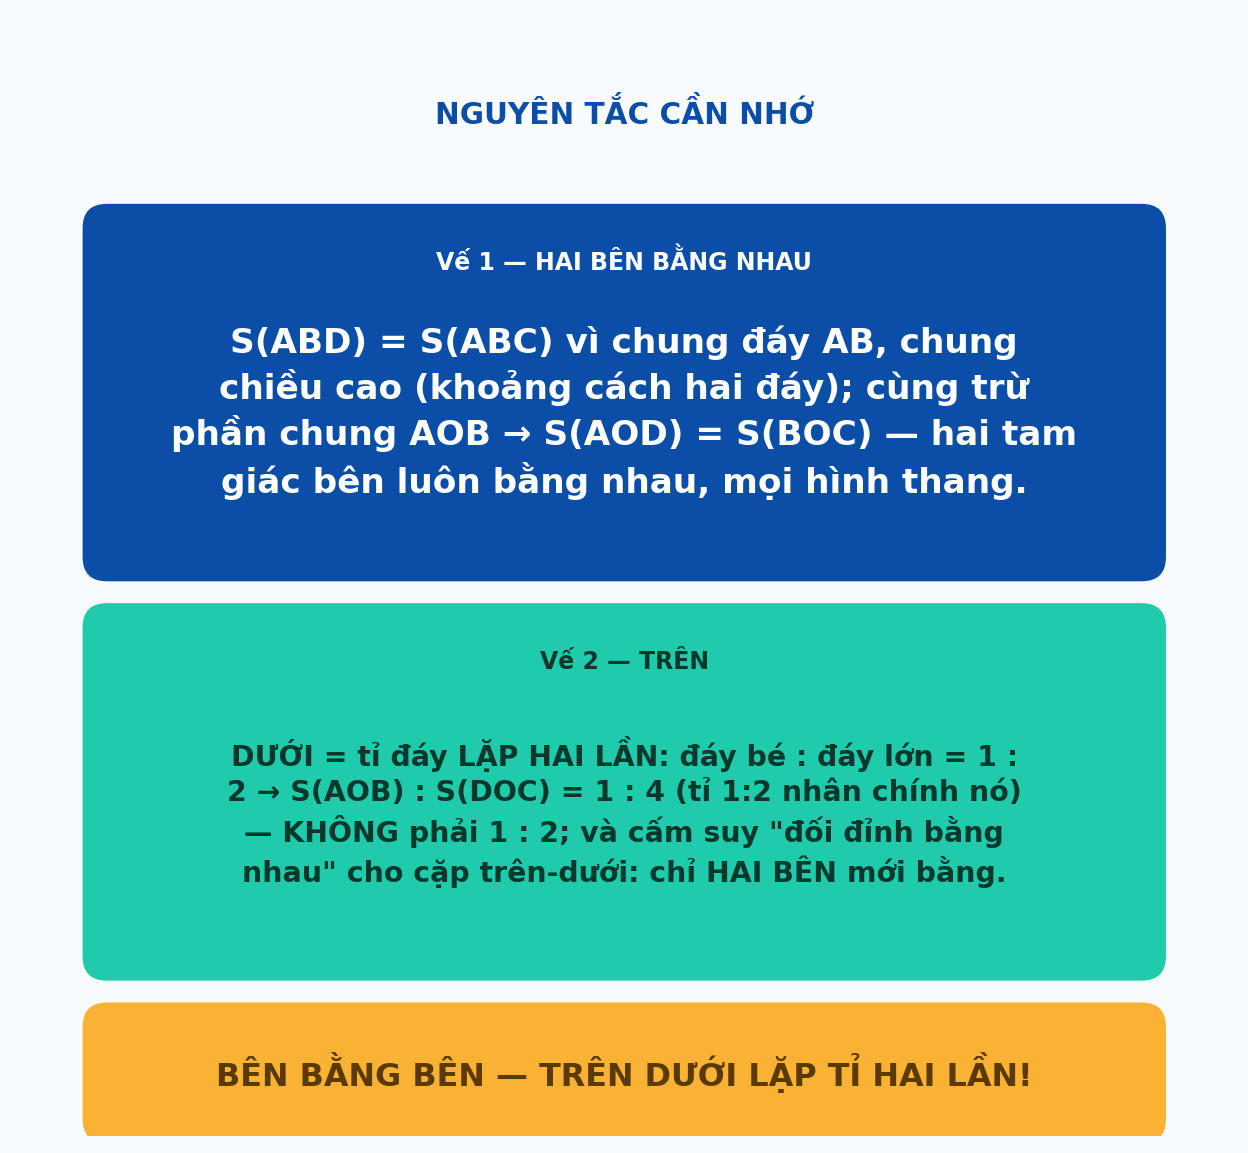 NGUYÊN TẮC CẦN NHỚ
Vế 1 — HAI BÊN BẰNG NHAU
S(ABD) = S(ABC) vì chung đáy AB, chung
chiều cao (khoảng cách hai đáy); cùng trừ
phần chung AOB → S(AOD) = S(BOC) — hai tam
giác bên luôn bằng nhau, mọi hình thang.
Vế 2 — TRÊN
DƯỚI = tỉ đáy LẶP HAI LẦN: đáy bé : đáy lớn = 1 :
2 → S(AOB) : S(DOC) = 1 : 4 (tỉ 1:2 nhân chính nó)
— KHÔNG phải 1 : 2; và cấm suy "đối đỉnh bằng
nhau" cho cặp trên-dưới: chỉ HAI BÊN mới bằng.
BÊN BẰNG BÊN — TRÊN DƯỚI LẶP TỈ HAI LẦN!